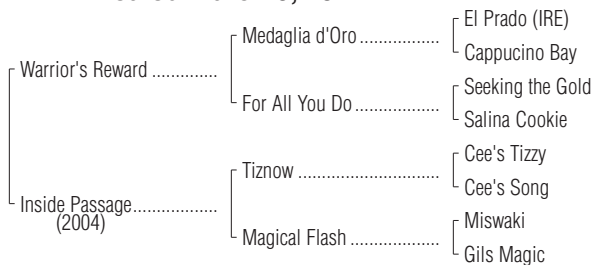 El Prado (IRE)
Medaglia d'Oro
Cappucino Bay
Warrior's Reward
Seeking the Gold
For All You Do
Salina Cookie
Cee's Tizzy
Tiznow
Cee's Song
Inside Passage
(2004)
Miswaki
Magical Flash
Gils Magic